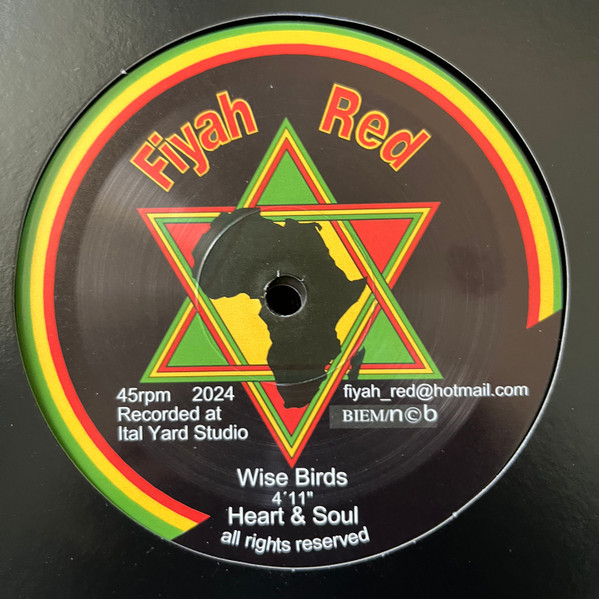 Fiyah Red
45rpm 2024
Recorded at
Ital Yard Studio
fiyah_red@hotmail.com
BIEM/n©b
Wise Birds
4´11"
Heart & Soul
all rights reserved